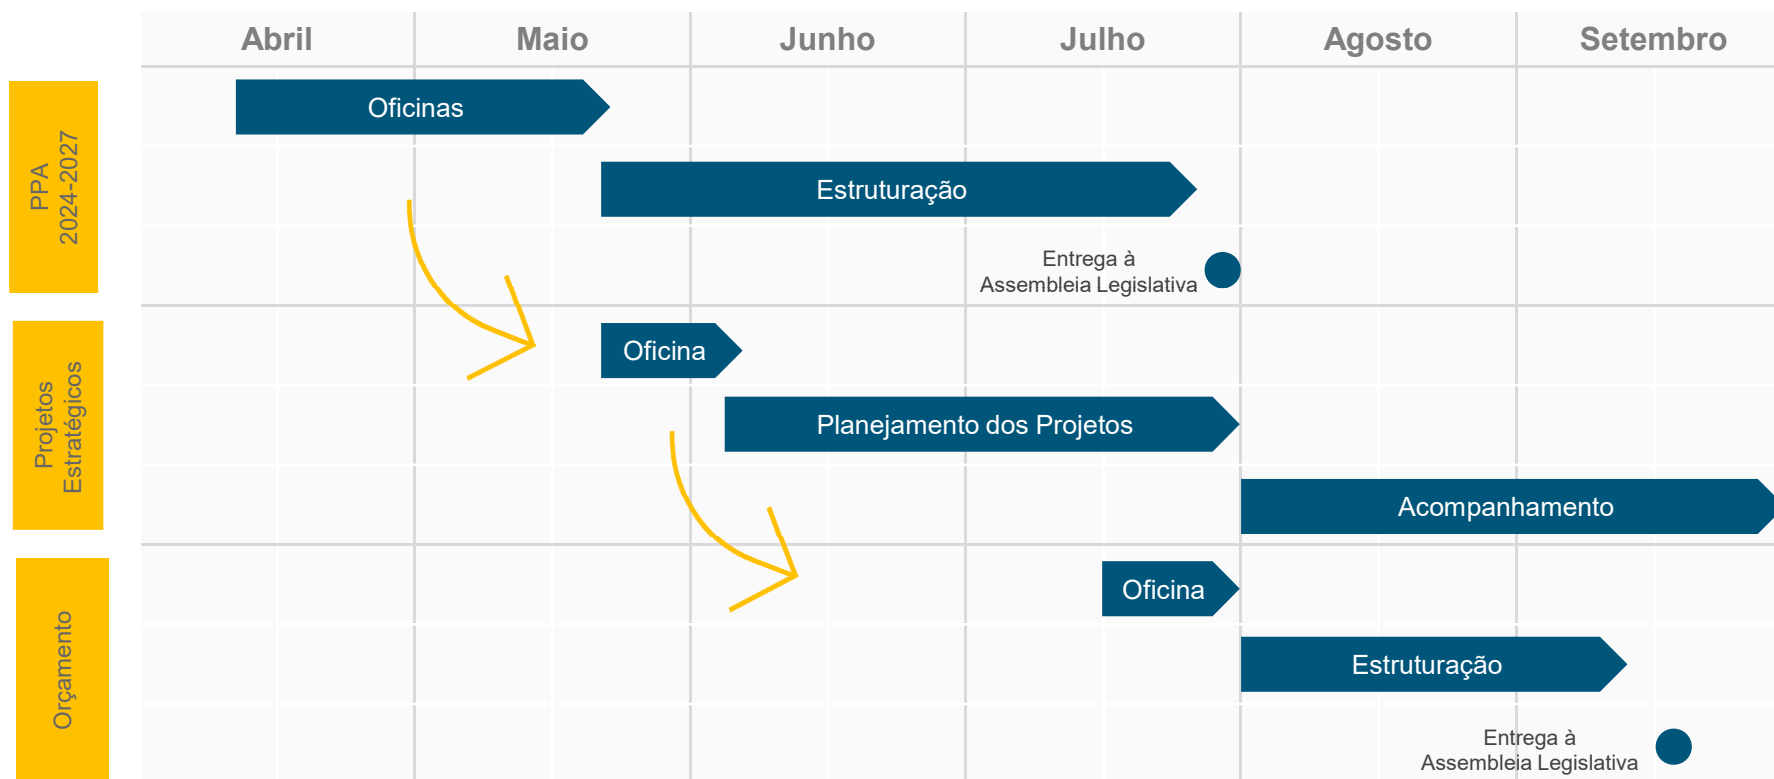 Abril
Maio
Junho
Julho
Agosto
Setembro
PPA
2024-2027
Oficinas
Estruturação
Entrega à
Assembleia Legislativa
Projetos
Estratégicos
Oficina
Planejamento dos Projetos
Acompanhamento
Orçamento
Oficina
Estruturação
Entrega à
Assembleia Legislativa